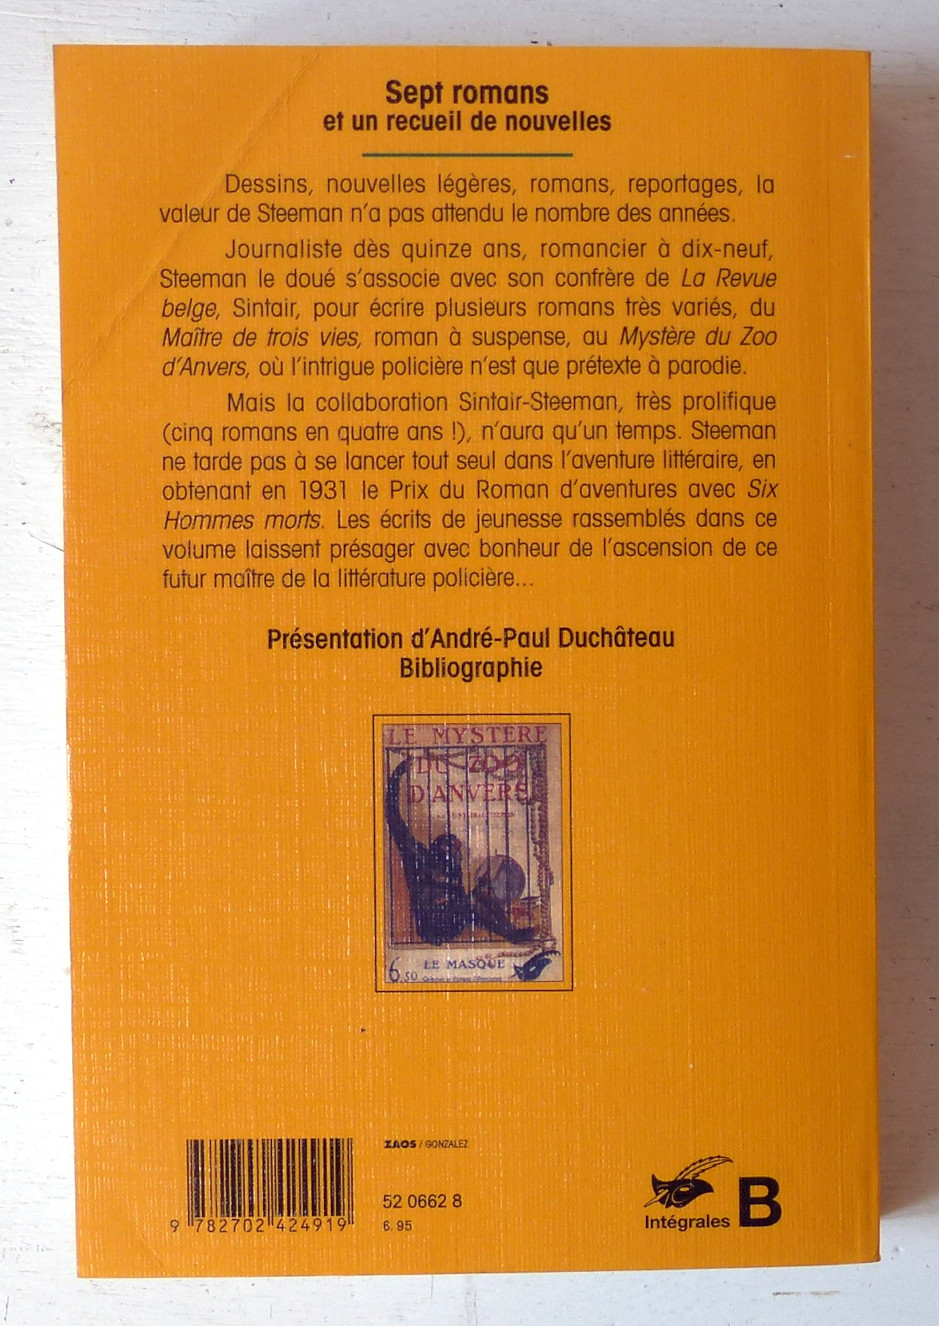 Sept romans
et un recueil de nouvelles
Dessins, nouvelles légères, romans, reportages, la
valeur de Steeman n'a pas attendu le nombre des années.
Journaliste dès quinze ans, romancier à dix-neuf,
Steeman le doué s'associe avec son confrère de La Revue
belge, Sintair, pour écrire plusieurs romans très variés, du
Maître de trois vies, roman à suspense, au Mystère du Zoo
d'Anvers, où l'intrigue policière n'est que prétexte à parodie.
Mais la collaboration Sintair-Steeman, très prolifique
(cinq romans en quatre ans !), n'aura qu'un temps. Steeman
ne tarde pas à se lancer tout seul dans l'aventure littéraire, en
obtenant en 1931 le Prix du Roman d'aventures avec Six
Hommes morts. Les écrits de jeunesse rassemblés dans ce
volume laissent présager avec bonheur de l'ascension de ce
futur maître de la littérature policière...
Présentation d'André-Paul Duchâteau
Bibliographie
LE MYSTÈRE
DU ZOO
D'ANVERS
LE MASQUE
6,50
ZAOS / GONZALEZ
52 0662 8
6. 95
9 782702 424919
Intégrales B